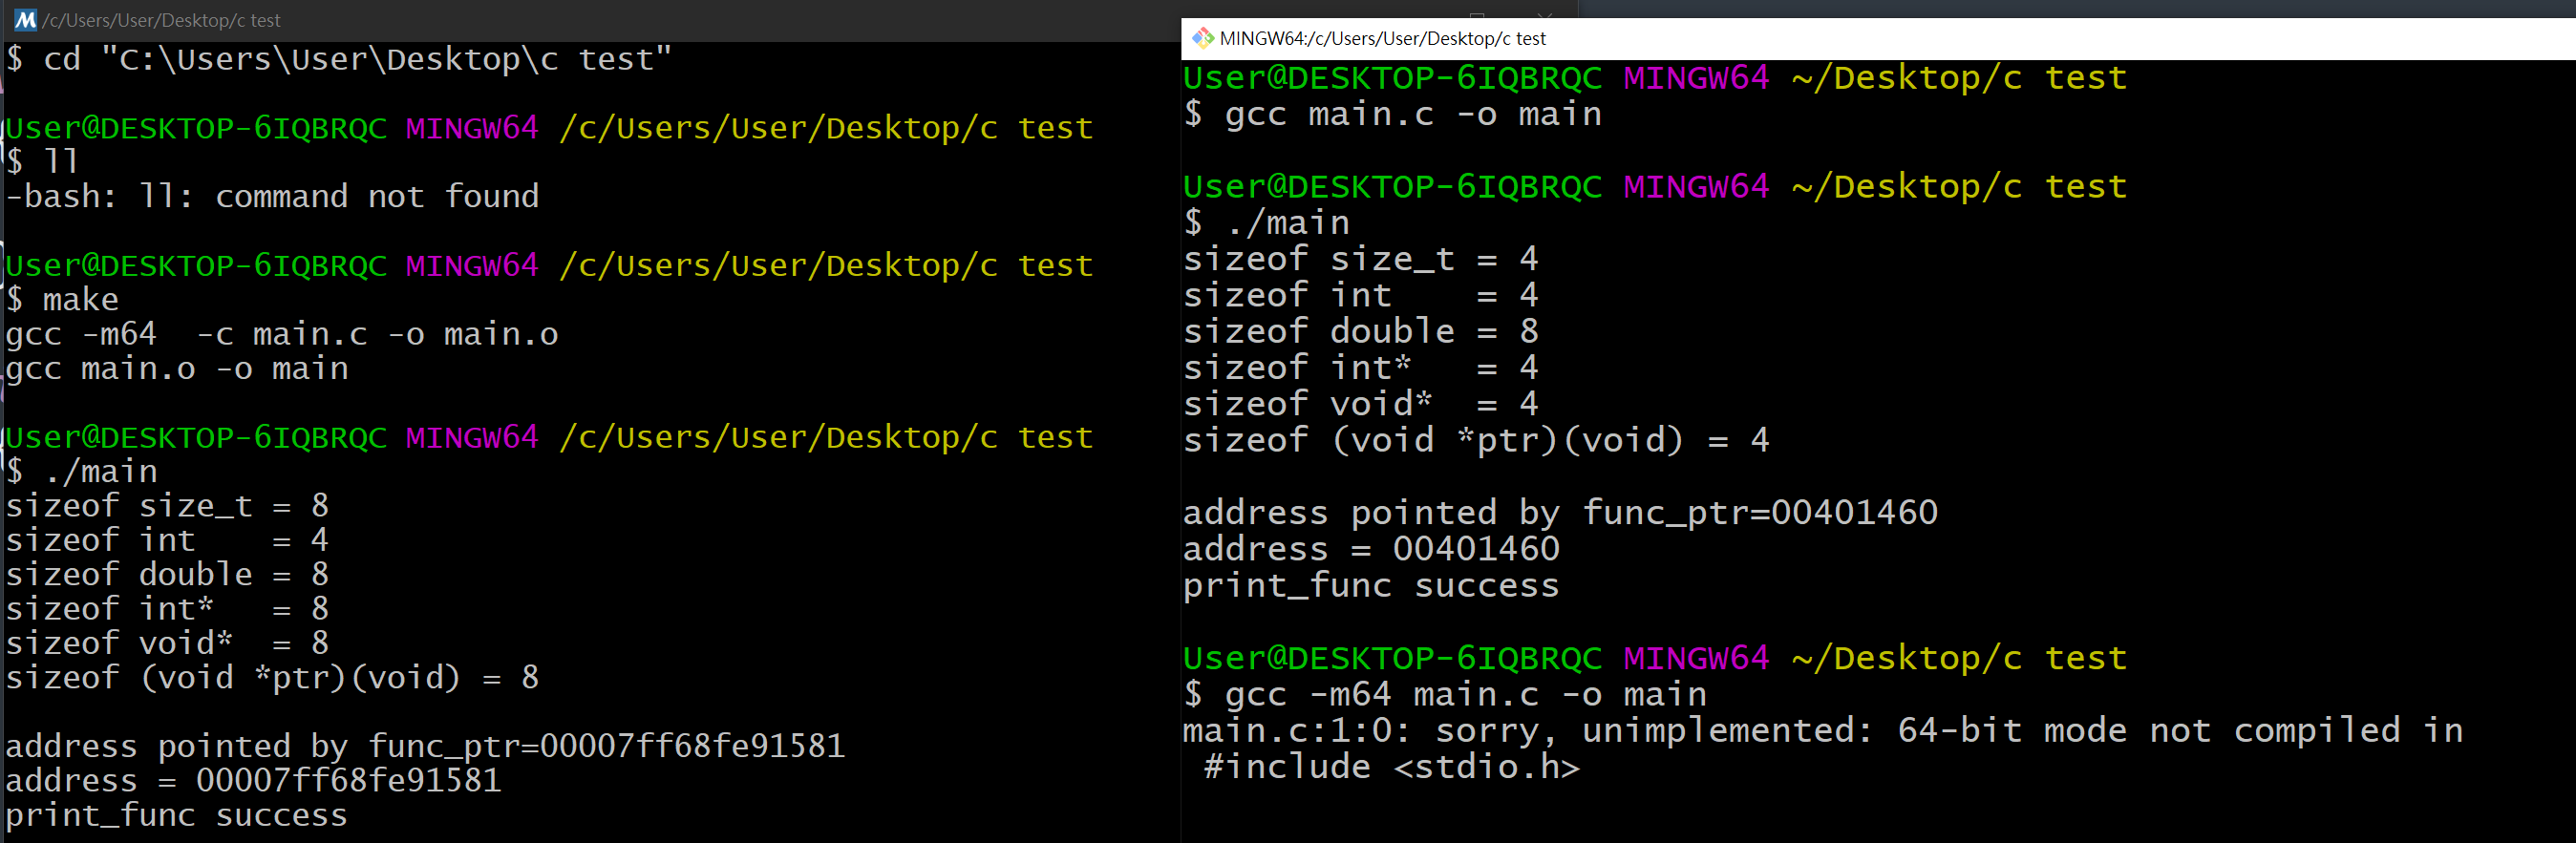 /c/Users/User/Desktop/c test
$ cd "C:\Users\User\Desktop\c test"
User@DESKTOP-6IQBRQC MINGW64 /c/Users/User/Desktop/c test
$ ll
-bash: ll: command not found
User@DESKTOP-6IQBRQC MINGW64 /c/Users/User/Desktop/c test
$ make
gcc -m64  -c main.c -o main.o
gcc main.o -o main
User@DESKTOP-6IQBRQC MINGW64 /c/Users/User/Desktop/c test
$ ./main
sizeof size_t = 8
sizeof int    = 4
sizeof double = 8
sizeof int*   = 8
sizeof void*  = 8
sizeof (void *ptr)(void) = 8
address pointed by func_ptr=00007ff68fe91581
address = 00007ff68fe91581
print_func success
MINGW64:/c/Users/User/Desktop/c test
User@DESKTOP-6IQBRQC MINGW64 ~/Desktop/c test
$ gcc main.c -o main
User@DESKTOP-6IQBRQC MINGW64 ~/Desktop/c test
$ ./main
sizeof size_t = 4
sizeof int    = 4
sizeof double = 8
sizeof int*   = 4
sizeof void*  = 4
sizeof (void *ptr)(void) = 4
address pointed by func_ptr=00401460
address = 00401460
print_func success
User@DESKTOP-6IQBRQC MINGW64 ~/Desktop/c test
$ gcc -m64 main.c -o main
main.c:1:0: sorry, unimplemented: 64-bit mode not compiled in
 #include <stdio.h>